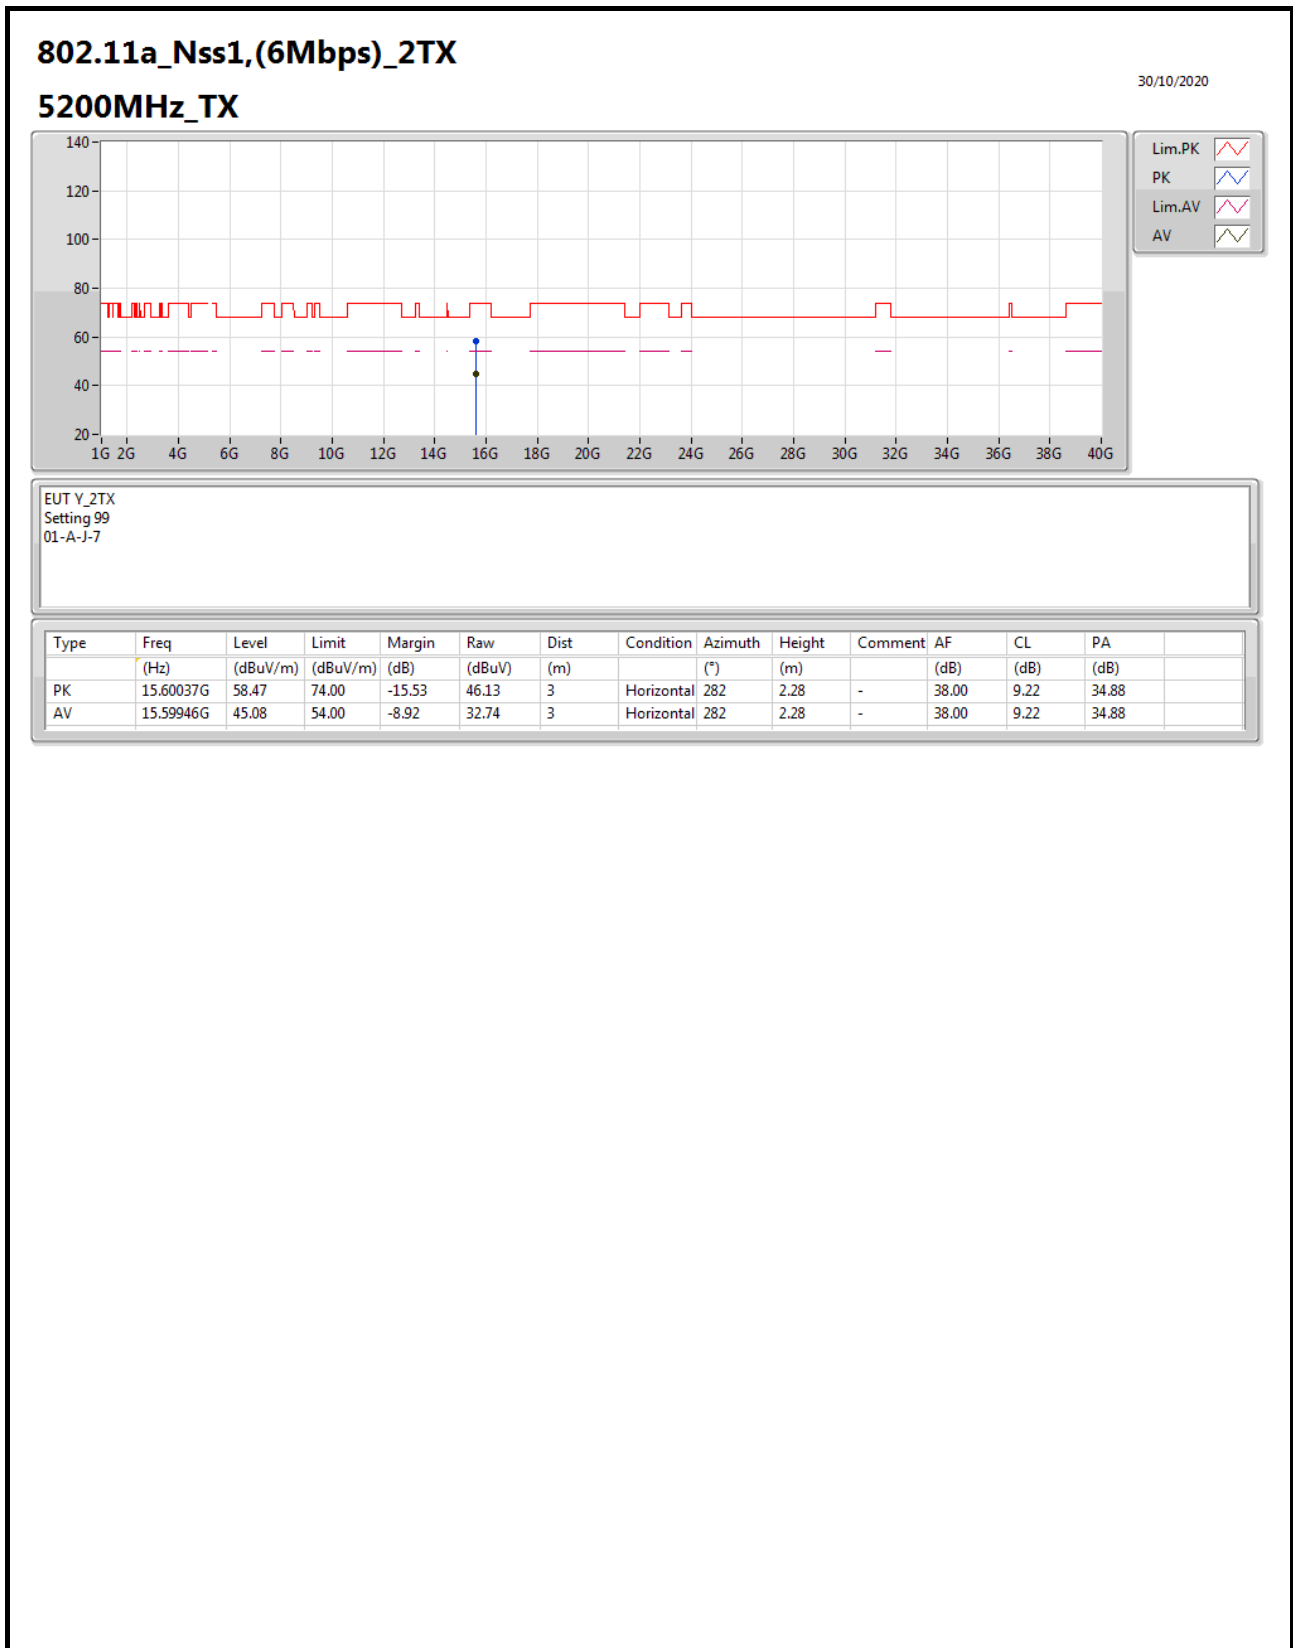 802.11a_Nss1,(6Mbps)_2TX
30/10/2020
5200MHz_TX
140
120
100
80
60
40
20
1G 2G 4G 6G 8G 10G 12G 14G 16G 18G 20G 22G 24G 26G 28G 30G 32G 34G 36G 38G 40G
Lim.PK
PK
Lim.AV
AV
EUT Y_2TX
Setting 99
01-A-J-7
Type Freq Level Limit Margin Raw Dist Condition Azimuth Height Comment AF CL PA
(Hz) (dBuV/m) (dBuV/m) (dB) (dBuV) (m) (°) (m) (dB) (dB) (dB)
PK 15.60037G 58.47 74.00 -15.53 46.13 3 Horizontal 282 2.28 - 38.00 9.22 34.88
AV 15.59946G 45.08 54.00 -8.92 32.74 3 Horizontal 282 2.28 - 38.00 9.22 34.88